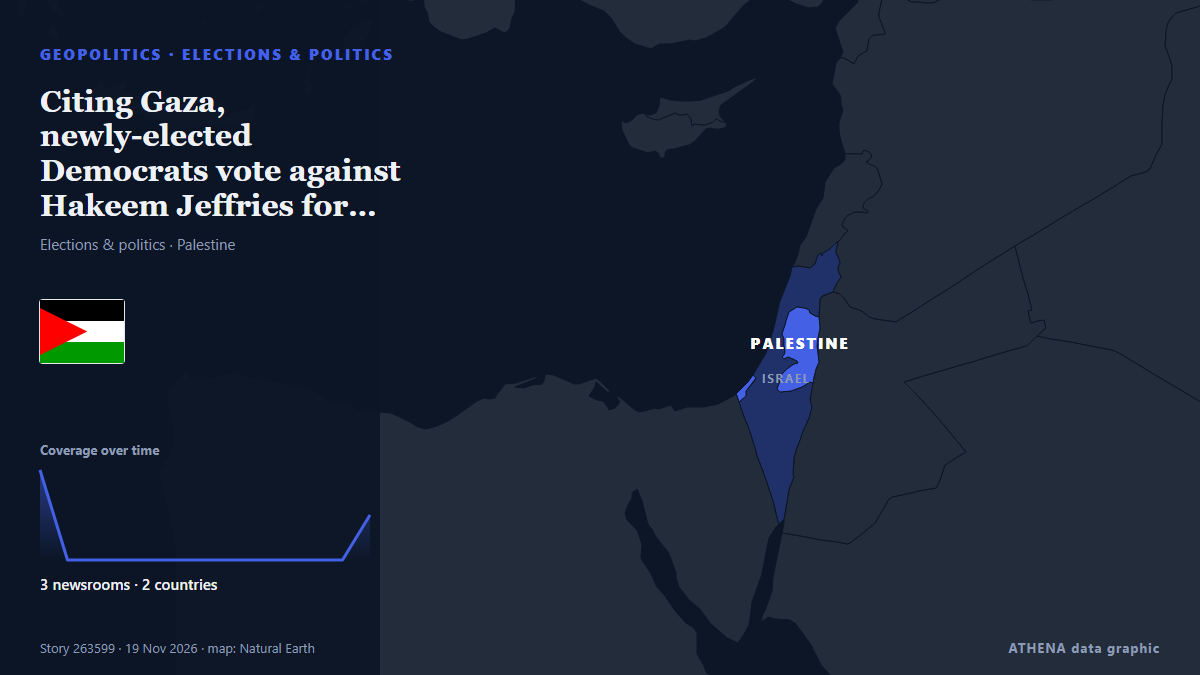 GEOPOLITICS · ELECTIONS & POLITICS
Citing Gaza,
newly-elected
Democrats vote against
Hakeem Jeffries for...
Elections & politics · Palestine
PALESTINE
ISRAEL
Coverage over time
3 newsrooms · 2 countries
Story 263599 · 19 Nov 2026 · map: Natural Earth
ATHENA data graphic